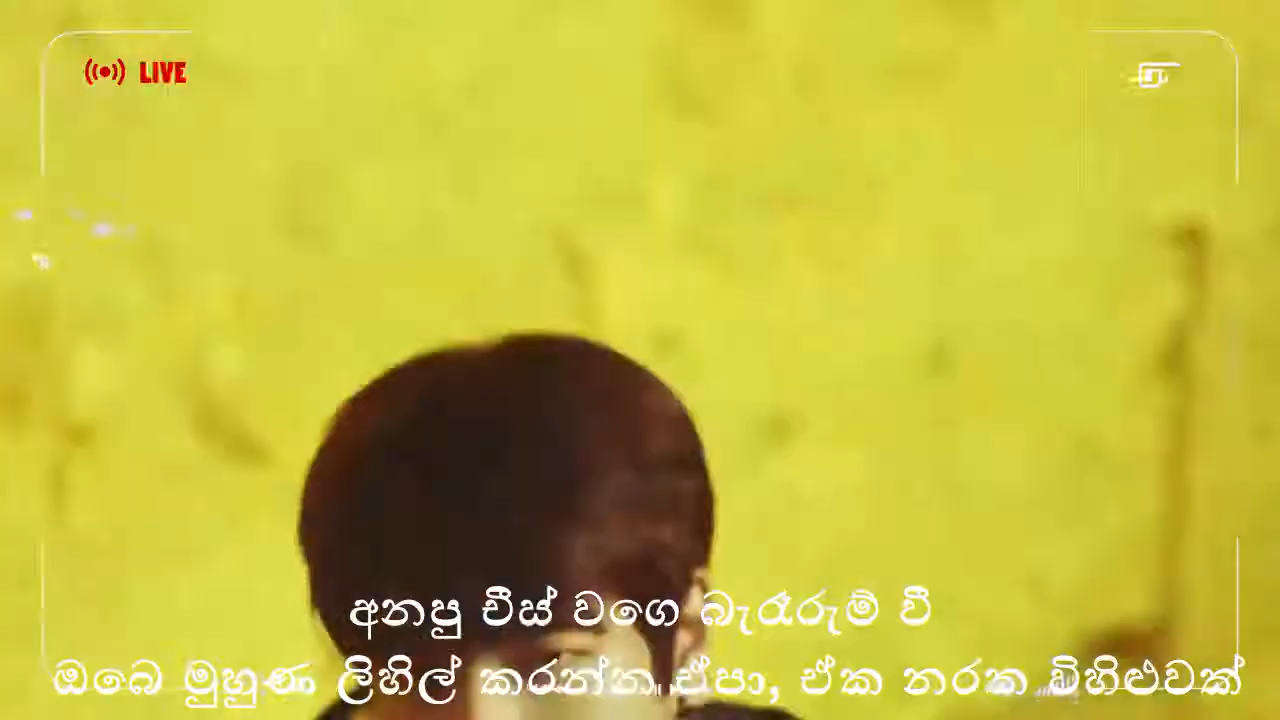 LIVE
අනපු චීස් වගෙ බැරෑරුම් වී
ඔබෙ මුහුණ ලිහිල් කරන්න ඒපා, ඒක නරක විහිළුවක්